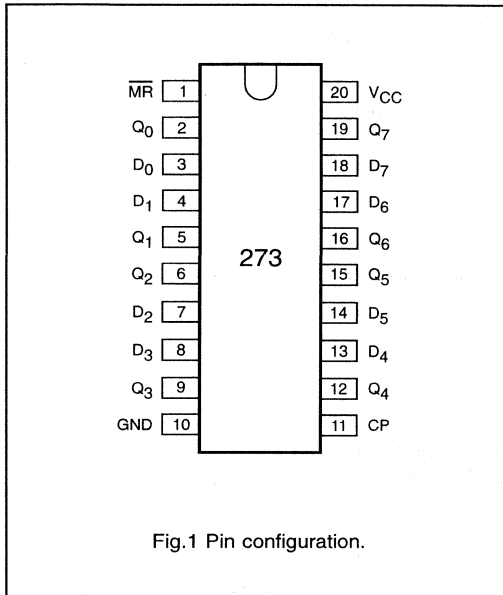 M̅R̅ 1 20 VCC
Q0 2 19 Q7
D0 3 18 D7
D1 4 17 D6
Q1 5 16 Q6
273
Q2 6 15 Q5
D2 7 14 D5
D3 8 13 D4
Q3 9 12 Q4
GND 10 11 CP
Fig.1 Pin configuration.